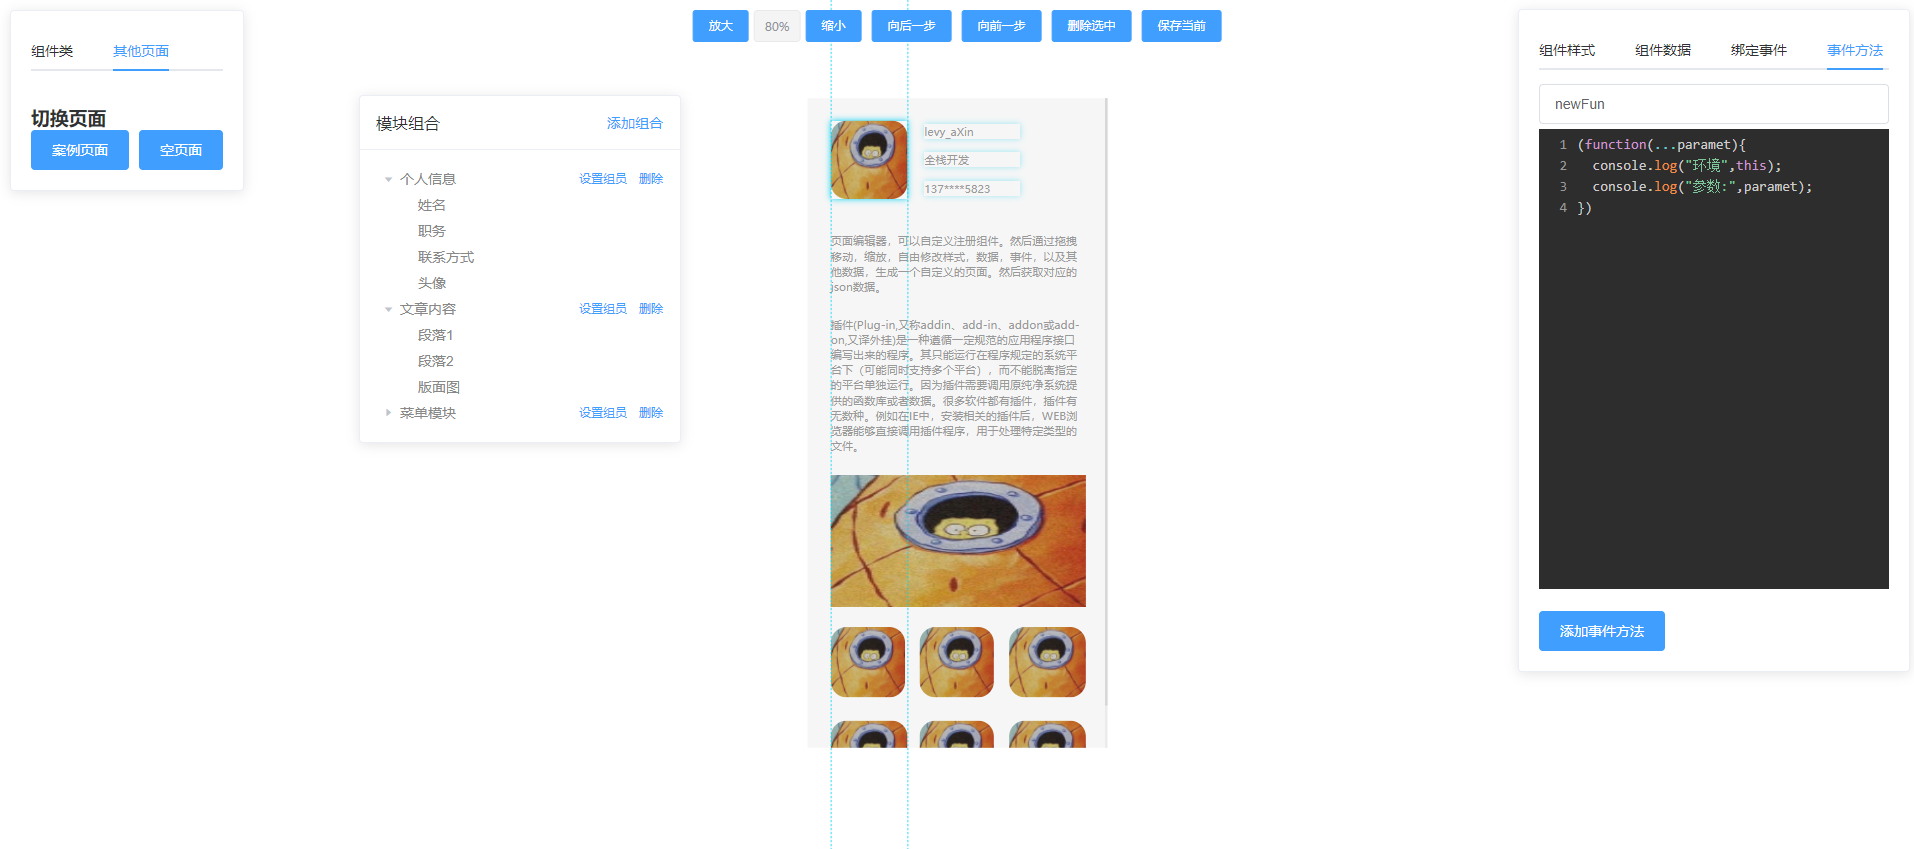 组件类 其他页面
切换页面
案例页面 空页面
放大 80% 缩小 向后一步 向前一步 删除选中 保存当前
模块组合 添加组合
个人信息 设置组员 删除
姓名
职务
联系方式
头像
文章内容 设置组员 删除
段落1
段落2
版面图
菜单模块 设置组员 删除
levy_aXin
全栈开发
137****5823
页面编辑器，可以自定义注册组件。然后通过拖拽
移动，缩放，自由修改样式，数据，事件，以及其
他数据，生成一个自定义的页面。然后获取对应的
json数据。
插件(Plug-in,又称addin、add-in、addon或add-
on,又译外挂)是一种遵循一定规范的应用程序接口
编写出来的程序。其只能运行在程序规定的系统平
台下（可能同时支持多个平台），而不能脱离指定
的平台单独运行。因为插件需要调用原纯净系统提
供的函数库或者数据。很多软件都有插件，插件有
无数种。例如在IE中，安装相关的插件后，WEB浏
览器能够直接调用插件程序，用于处理特定类型的
文件。
组件样式 组件数据 绑定事件 事件方法
newFun
1 (function(...paramet){
2 console.log("环境",this);
3 console.log("参数:",paramet);
4 })
添加事件方法